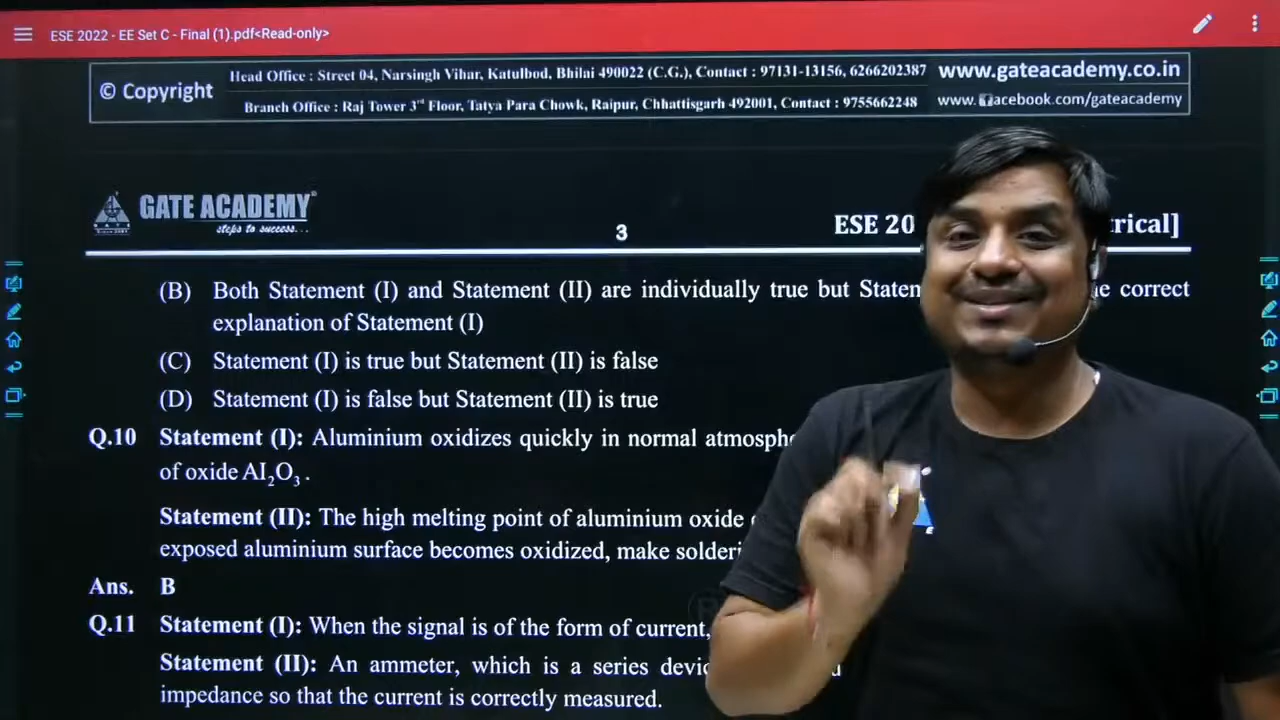 ESE 2022 - EE Set C - Final (1).pdf<Read-only>
© Copyright
Head Office : Street 04, Narsingh Vihar, Katulbod, Bhilai 490022 (C.G.), Contact : 97131-13156, 6266202387
Branch Office : Raj Tower 3rd Floor, Tatya Para Chowk, Raipur, Chhattisgarh 492001, Contact : 9755662248
www.gateacademy.co.in
www.facebook.com/gateacademy
GATE ACADEMY®
steps to success...
3
ESE 20 trical]
(B) Both Statement (I) and Statement (II) are individually true but Statem e correct
explanation of Statement (I)
(C) Statement (I) is true but Statement (II) is false
(D) Statement (I) is false but Statement (II) is true
Q.10 Statement (I): Aluminium oxidizes quickly in normal atmosphe
of oxide AI₂O₃.
Statement (II): The high melting point of aluminium oxide
exposed aluminium surface becomes oxidized, make solderi
Ans. B
Q.11 Statement (I): When the signal is of the form of current,
Statement (II): An ammeter, which is a series devic
impedance so that the current is correctly measured.